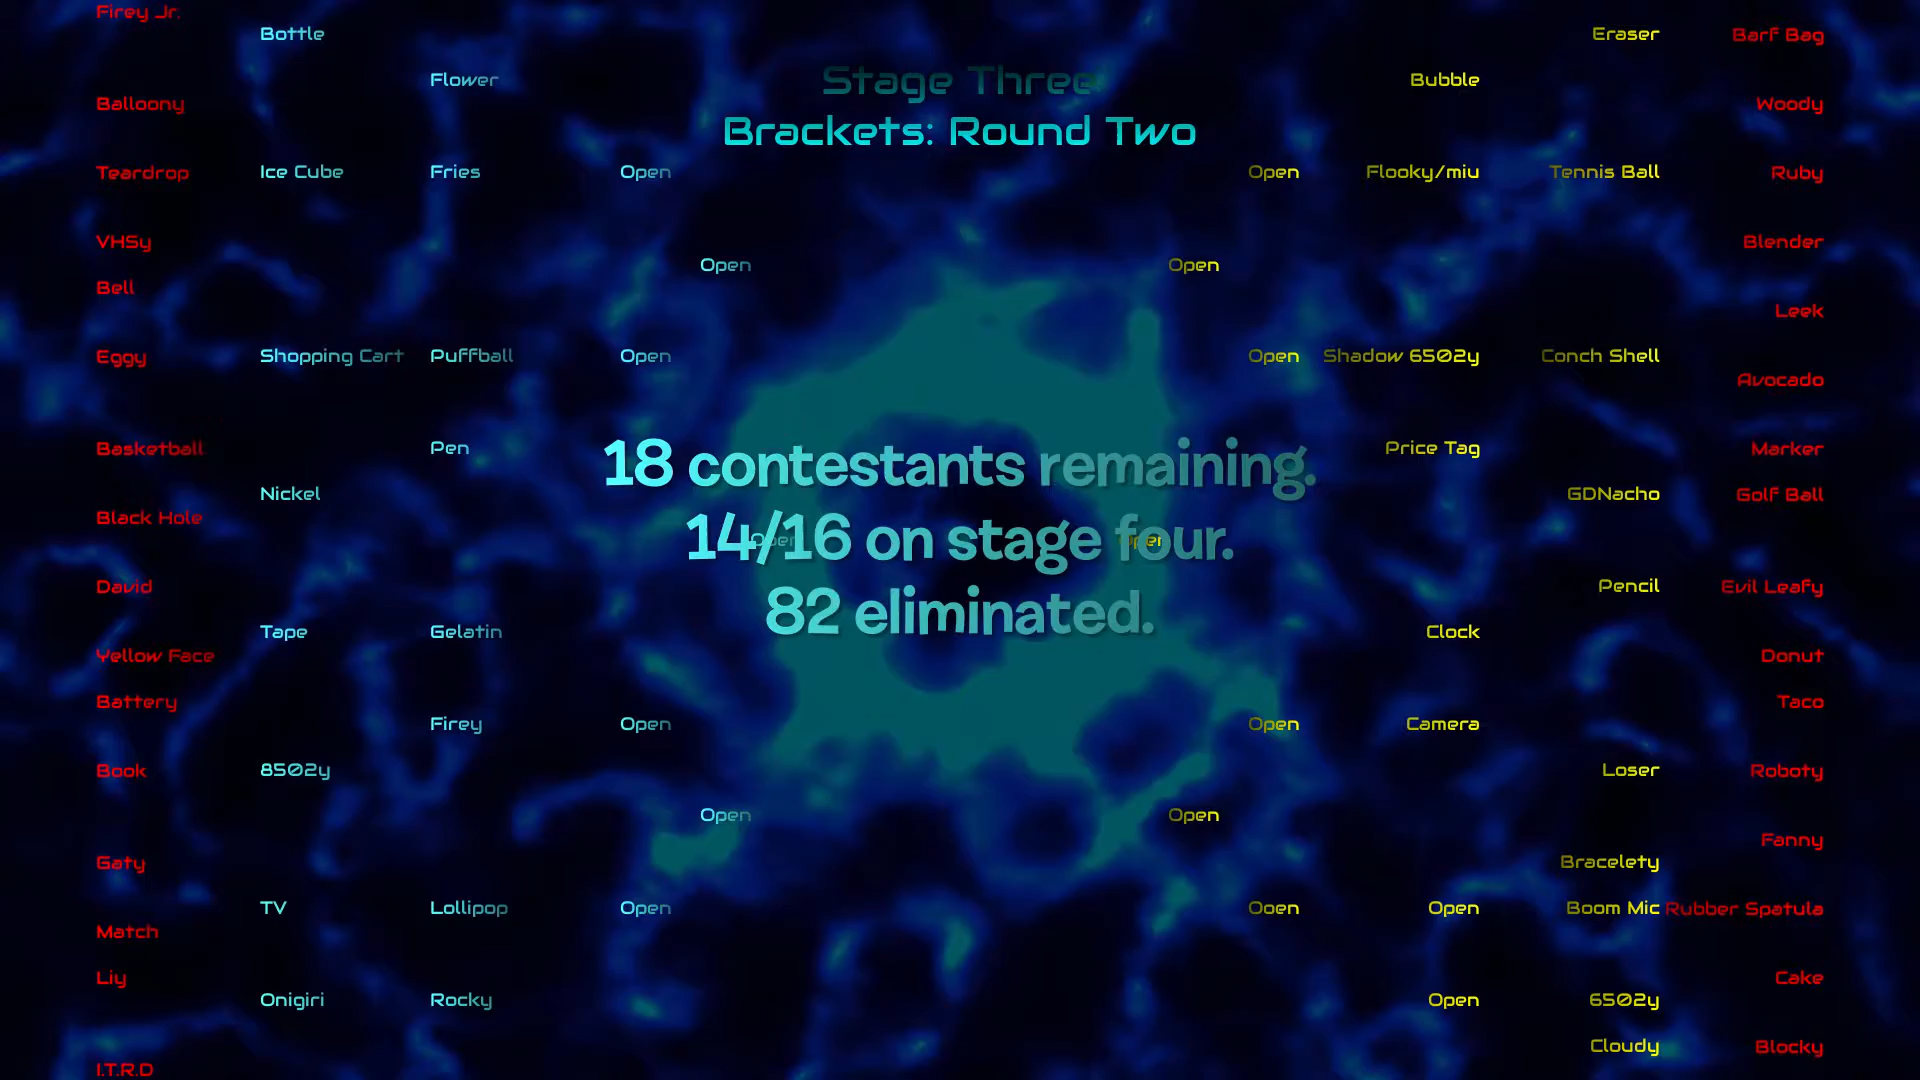 Firey Jr.
Bottle
Eraser
Barf Bag
Stage Three
Flower
Bubble
Balloony
Woody
Brackets: Round Two
Teardrop
Ice Cube
Fries
Open
Open
Flooky/miu
Tennis Ball
Ruby
VHSy
Blender
Open
Open
Bell
Leek
Eggy
Shopping Cart
Puffball
Open
Open
Shadow 6502y
Conch Shell
Avocado
Basketball
Pen
Price Tag
Marker
18 contestants remaining.
Nickel
GDNacho
Golf Ball
Black Hole
14/16 on stage four.
Open
Open
David
Pencil
Evil Leafy
82 eliminated.
Tape
Gelatin
Clock
Yellow Face
Donut
Battery
Taco
Firey
Open
Open
Camera
Book
8502y
Loser
Roboty
Open
Open
Fanny
Gaty
Bracelety
TV
Lollipop
Open
Ooen
Open
Boom Mic
Rubber Spatula
Match
Liy
Cake
Onigiri
Rocky
Open
6502y
Cloudy
Blocky
I.T.R.D